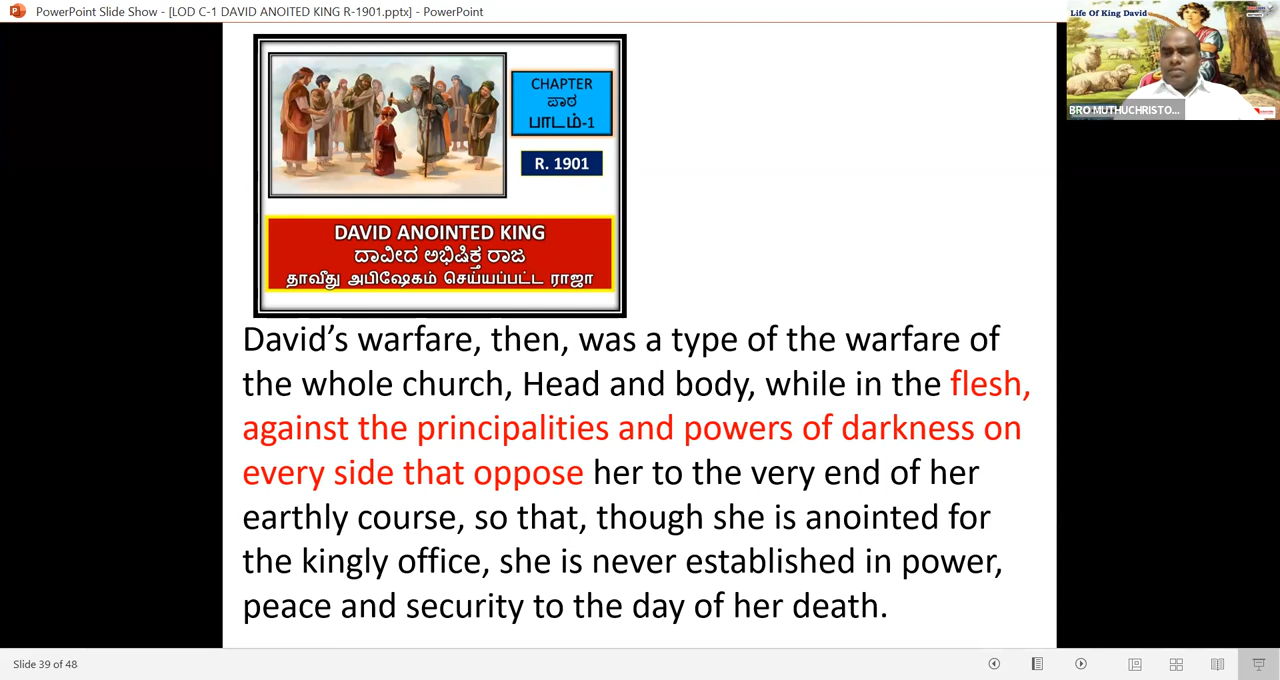 PowerPoint Slide Show - [LOD C-1 DAVID ANOITED KING R-1901.pptx] - PowerPoint
Life Of King David
BRO MUTHUCHRISTO...
CHAPTER
ಪಾಠ
பாடம்-1
R. 1901
DAVID ANOINTED KING
ದಾವೀದ ಅಭಿಷಿಕ್ತ ರಾಜ
தாவீது அபிஷேகம் செய்யப்பட்ட ராஜா
David’s warfare, then, was a type of the warfare of
the whole church, Head and body, while in the flesh,
against the principalities and powers of darkness on
every side that oppose her to the very end of her
earthly course, so that, though she is anointed for
the kingly office, she is never established in power,
peace and security to the day of her death.
Slide 39 of 48